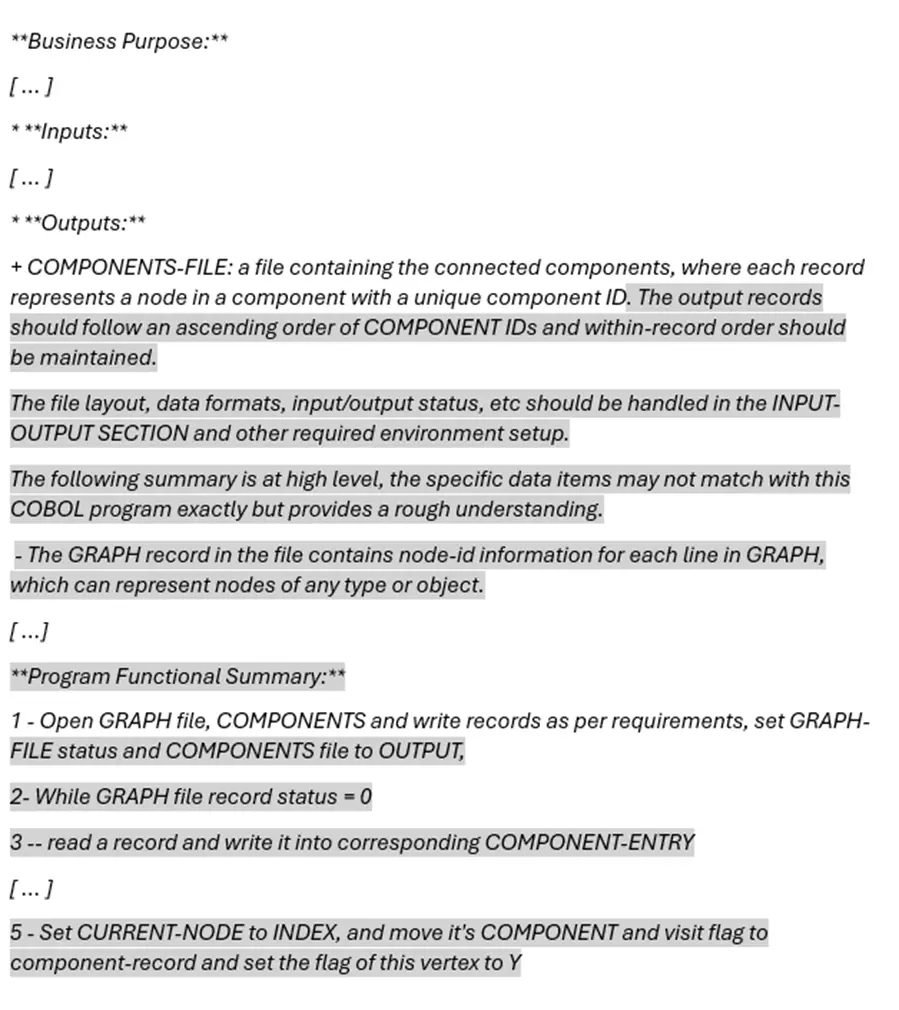 **Business Purpose:**
[ ... ]
* **Inputs:**
[ ... ]
* **Outputs:**
+ COMPONENTS-FILE: a file containing the connected components, where each record
represents a node in a component with a unique component ID. The output records
should follow an ascending order of COMPONENT IDs and within-record order should
be maintained.
The file layout, data formats, input/output status, etc should be handled in the INPUT-
OUTPUT SECTION and other required environment setup.
The following summary is at high level, the specific data items may not match with this
COBOL program exactly but provides a rough understanding.
- The GRAPH record in the file contains node-id information for each line in GRAPH,
which can represent nodes of any type or object.
[ ...]
**Program Functional Summary:**
1 - Open GRAPH file, COMPONENTS and write records as per requirements, set GRAPH-
FILE status and COMPONENTS file to OUTPUT,
2- While GRAPH file record status = 0
3 -- read a record and write it into corresponding COMPONENT-ENTRY
[ ... ]
5 - Set CURRENT-NODE to INDEX, and move it's COMPONENT and visit flag to
component-record and set the flag of this vertex to Y